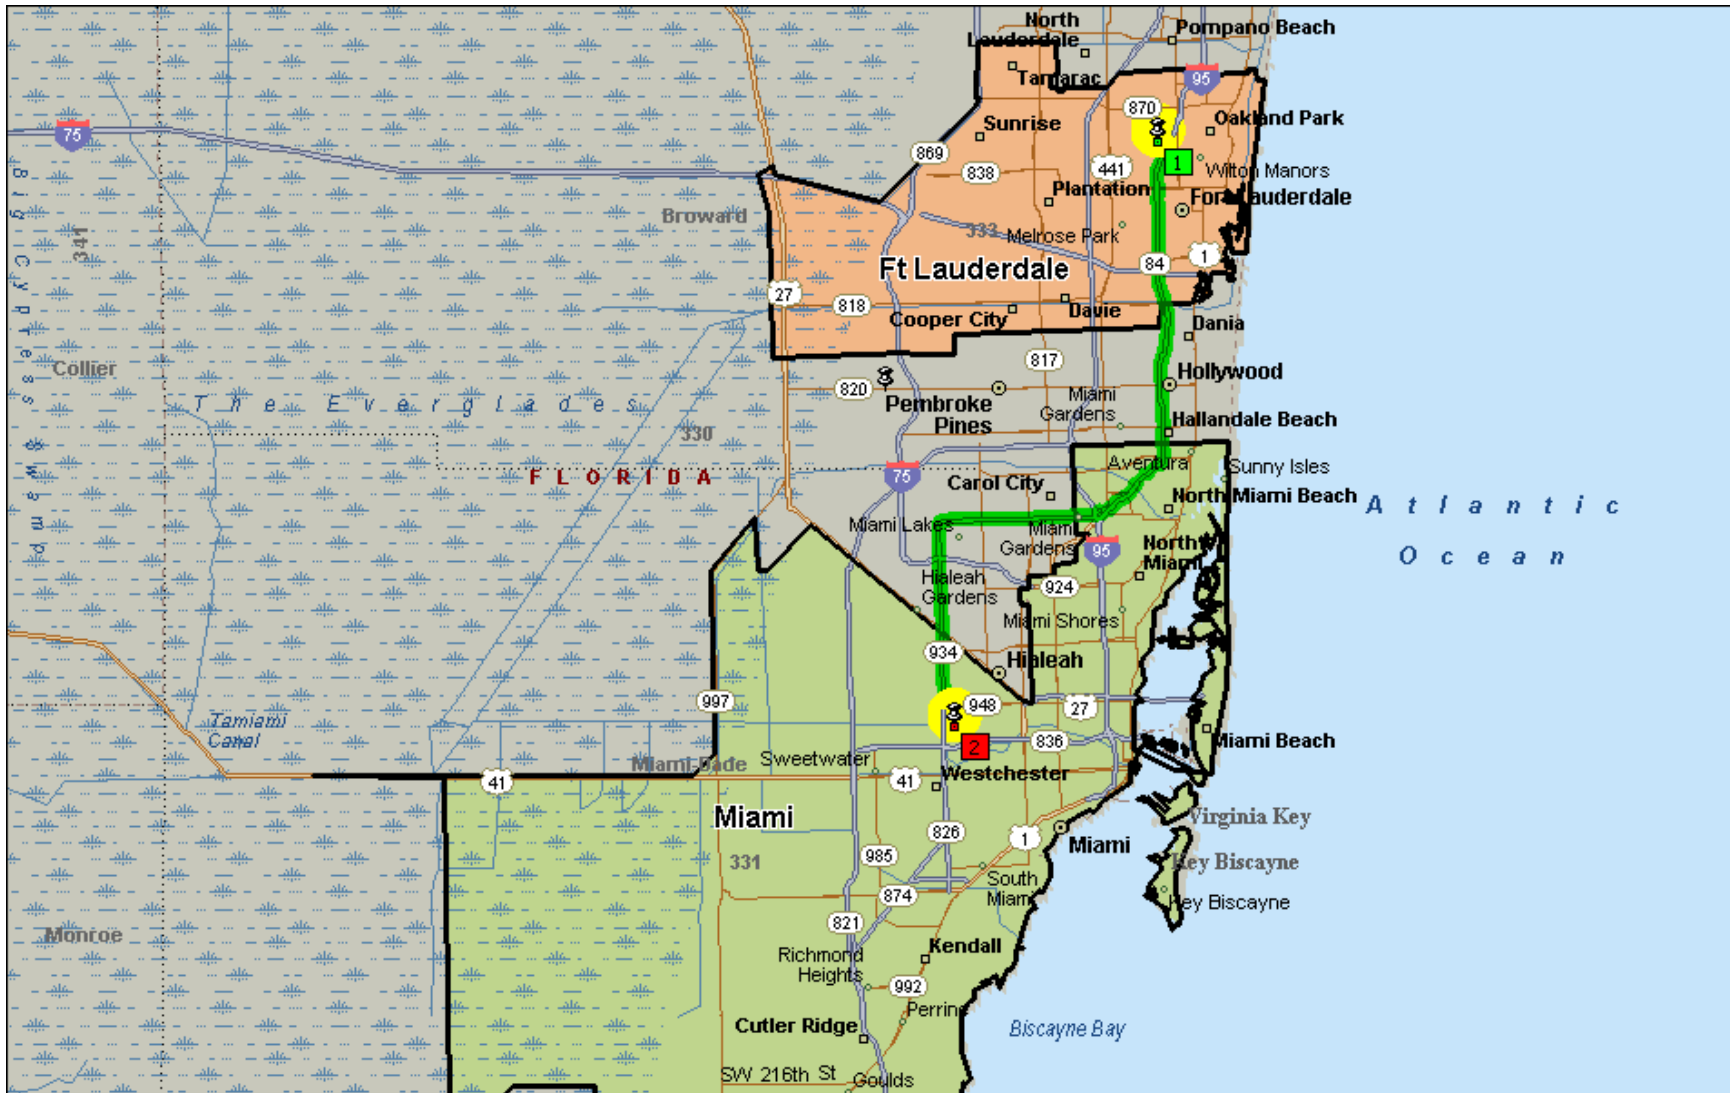 North
Lauderdale
Pompano Beach
Tamarac
95
870
75
Sunrise
Oakland Park
869
838
441
1
Wilton Manors
Plantation
Fort Lauderdale
Broward
341
333
Melrose Park
Ft Lauderdale
84
1
27
818
Cooper City
Davie
Dania
817
Collier
Hollywood
820
Pembroke
Pines
Miami
Gardens
The Everglades
Big Cypress Swamp
Hallandale Beach
330
FLORIDA
75
Aventura
Sunny Isles
Carol City
North Miami Beach
Atlantic
Ocean
Miami Lakes
Miami
Gardens
95
North
Miami
Hialeah
Gardens
924
Miami Shores
934
Hialeah
997
948
27
Tamiami
Canal
2
836
Miami Beach
Miami-Dade
Sweetwater
Westchester
41
41
Miami
826
1
Miami
Virginia Key
331
985
Key Biscayne
South
Miami
874
Key Biscayne
821
Monroe
Kendall
Richmond
Heights
992
Perrine
Cutler Ridge
Biscayne Bay
SW 216th St
Goulds